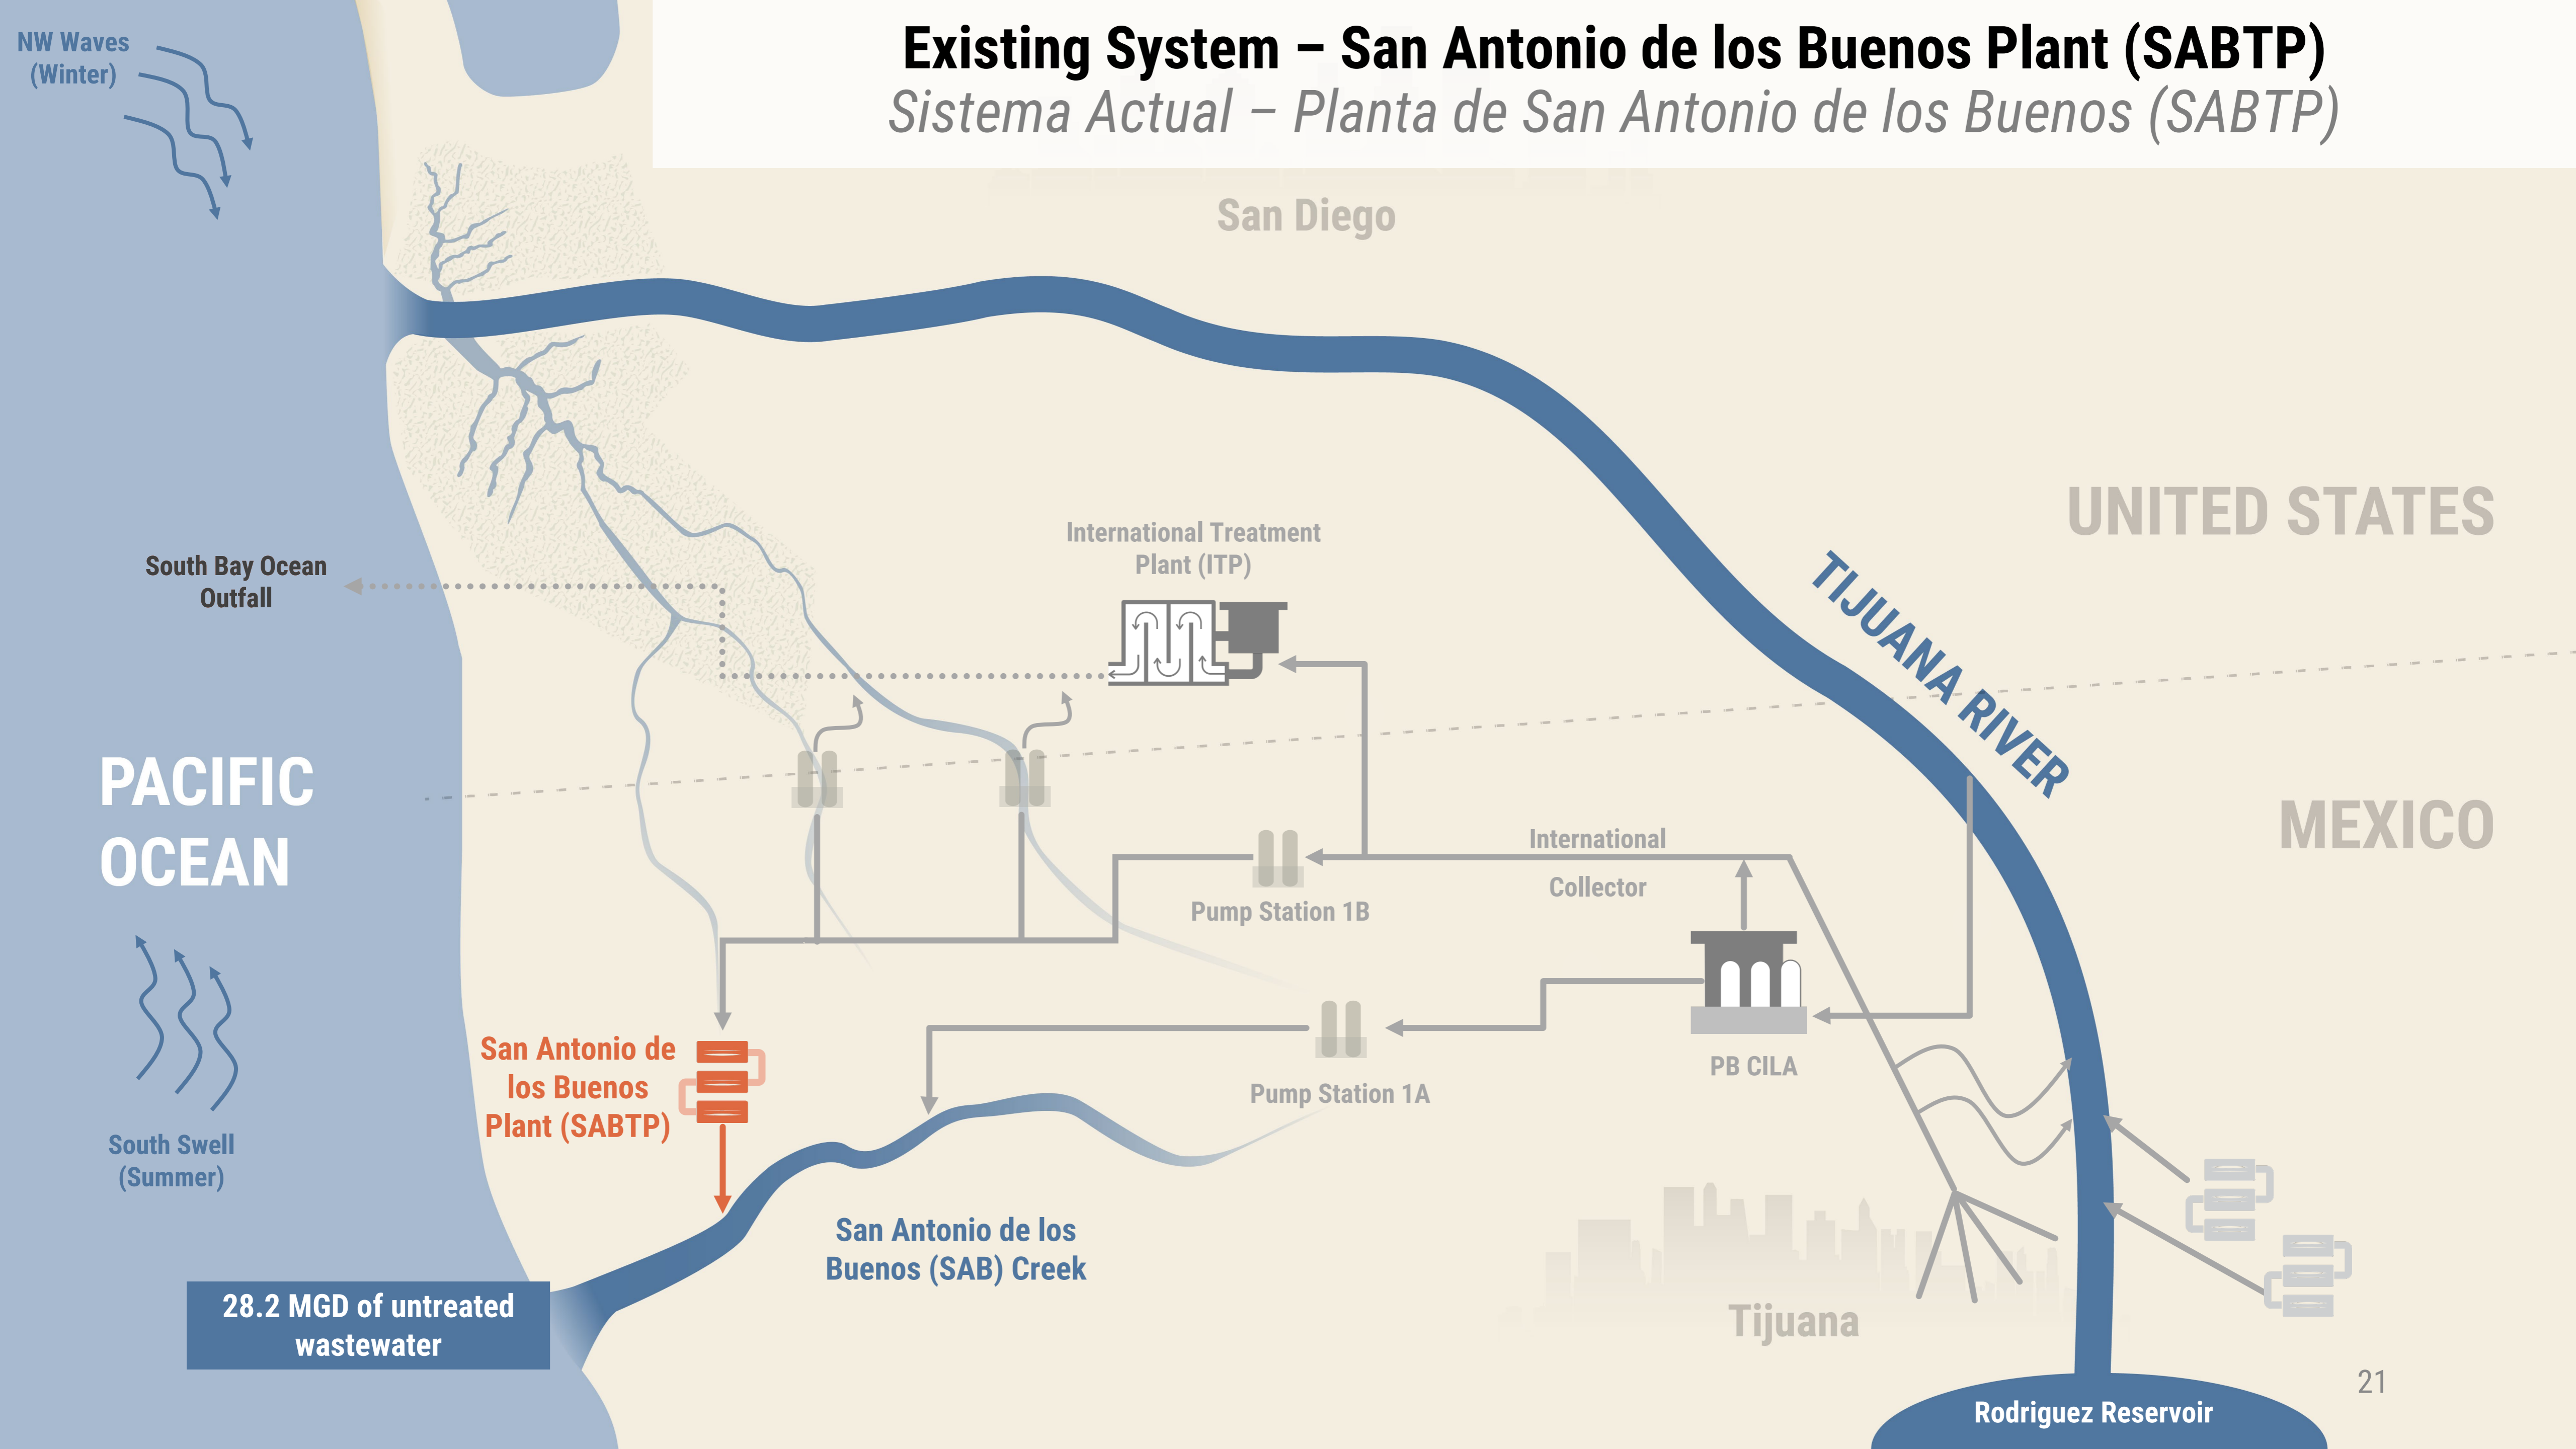 Existing System – San Antonio de los Buenos Plant (SABTP)
Sistema Actual – Planta de San Antonio de los Buenos (SABTP)
NW Waves
(Winter)
San Diego
UNITED STATES
International Treatment
Plant (ITP)
South Bay Ocean
Outfall
TIJUANA RIVER
PACIFIC
OCEAN
MEXICO
International
Collector
Pump Station 1B
PB CILA
Pump Station 1A
San Antonio de
los Buenos
Plant (SABTP)
South Swell
(Summer)
San Antonio de los
Buenos (SAB) Creek
28.2 MGD of untreated
wastewater
Tijuana
21
Rodriguez Reservoir